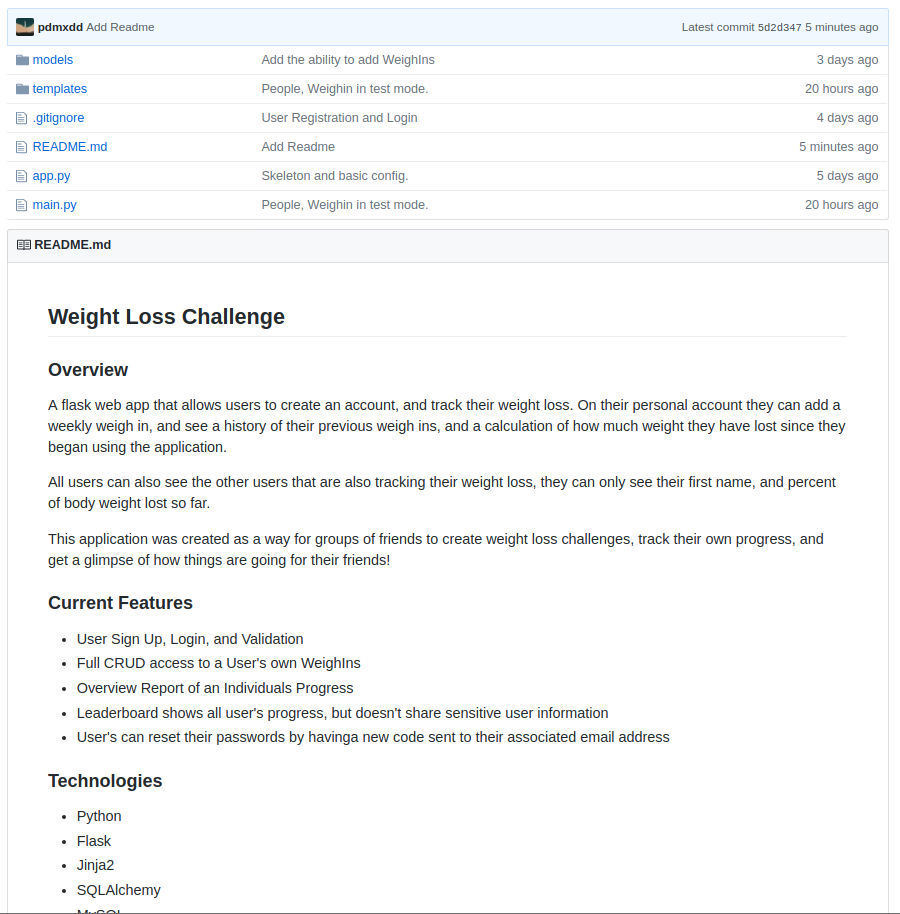 pdmxdd Add Readme Latest commit 5d2d347 5 minutes ago
models Add the ability to add WeighIns 3 days ago
templates People, Weighin in test mode. 20 hours ago
.gitignore User Registration and Login 4 days ago
README.md Add Readme 5 minutes ago
app.py Skeleton and basic config. 5 days ago
main.py People, Weighin in test mode. 20 hours ago
README.md
Weight Loss Challenge
Overview
A flask web app that allows users to create an account, and track their weight loss. On their personal account they can add a
weekly weigh in, and see a history of their previous weigh ins, and a calculation of how much weight they have lost since they
began using the application.
All users can also see the other users that are also tracking their weight loss, they can only see their first name, and percent
of body weight lost so far.
This application was created as a way for groups of friends to create weight loss challenges, track their own progress, and
get a glimpse of how things are going for their friends!
Current Features
User Sign Up, Login, and Validation
Full CRUD access to a User's own WeighIns
Overview Report of an Individuals Progress
Leaderboard shows all user's progress, but doesn't share sensitive user information
User's can reset their passwords by havinga new code sent to their associated email address
Technologies
Python
Flask
Jinja2
SQLAlchemy
MySQL